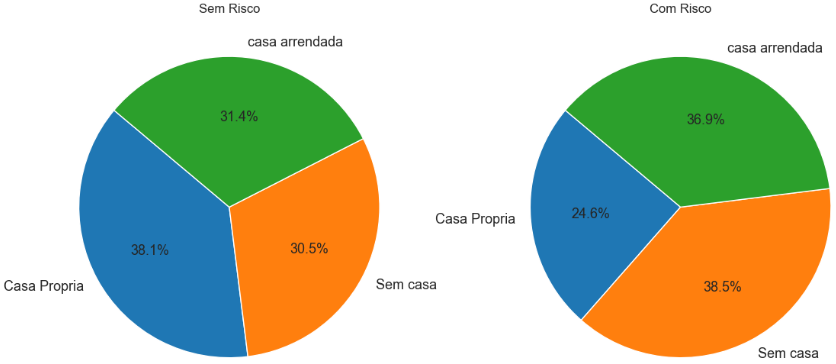 Sem Risco
casa arrendada
31.4%
38.1%
30.5%
Casa Propria
Sem casa
Com Risco
casa arrendada
36.9%
24.6%
Casa Propria
38.5%
Sem casa